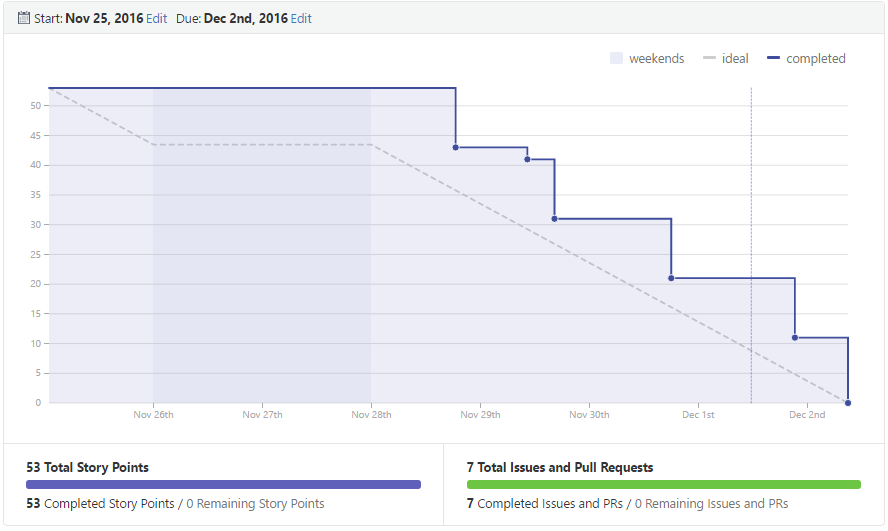 Start: Nov 25, 2016 Edit Due: Dec 2nd, 2016 Edit
weekends ideal completed
50
45
40
35
30
25
20
15
10
5
0
Nov 26th Nov 27th Nov 28th Nov 29th Nov 30th Dec 1st Dec 2nd
53 Total Story Points
53 Completed Story Points / 0 Remaining Story Points
7 Total Issues and Pull Requests
7 Completed Issues and PRs / 0 Remaining Issues and PRs